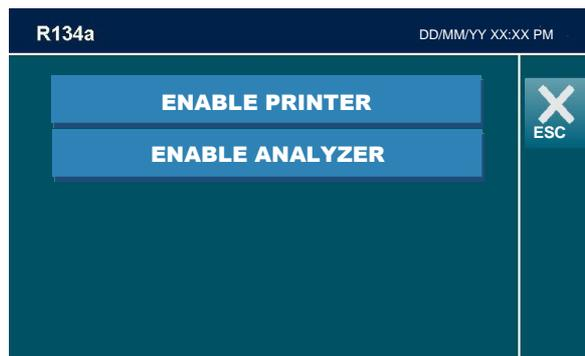 R134a DD/MM/YY XX:XX PM
ENABLE PRINTER
ENABLE ANALYZER
ESC